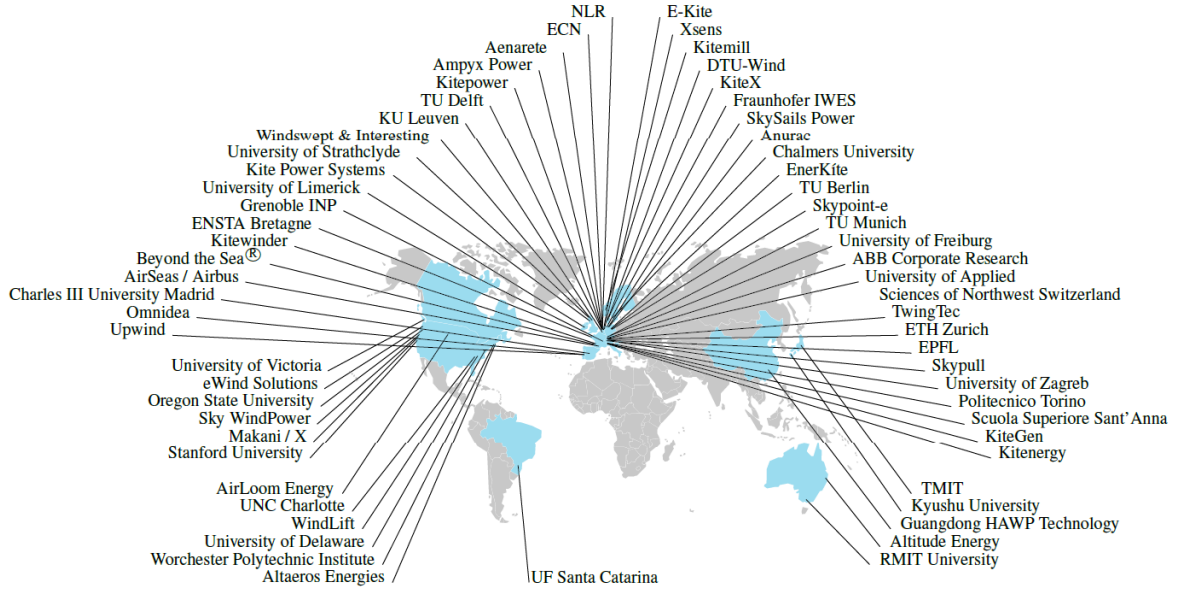 NLR
ECN
Aenarete
Ampyx Power
Kitepower
TU Delft
KU Leuven
Windswept & Interesting
University of Strathclyde
Kite Power Systems
University of Limerick
Grenoble INP
ENSTA Bretagne
Kitewinder
Beyond the Sea®
AirSeas / Airbus
Charles III University Madrid
Omnidea
Upwind
University of Victoria
eWind Solutions
Oregon State University
Sky WindPower
Makani / X
Stanford University
AirLoom Energy
UNC Charlotte
WindLift
University of Delaware
Worchester Polytechnic Institute
Altaeros Energies
UF Santa Catarina
E-Kite
Xsens
Kitemill
DTU-Wind
KiteX
Fraunhofer IWES
SkySails Power
Anurac
Chalmers University
EnerKíte
TU Berlin
Skypoint-e
TU Munich
University of Freiburg
ABB Corporate Research
University of Applied
Sciences of Northwest Switzerland
TwingTec
ETH Zurich
EPFL
Skypull
University of Zagreb
Politecnico Torino
Scuola Superiore Sant'Anna
KiteGen
Kitenergy
TMIT
Kyushu University
Guangdong HAWP Technology
Altitude Energy
RMIT University